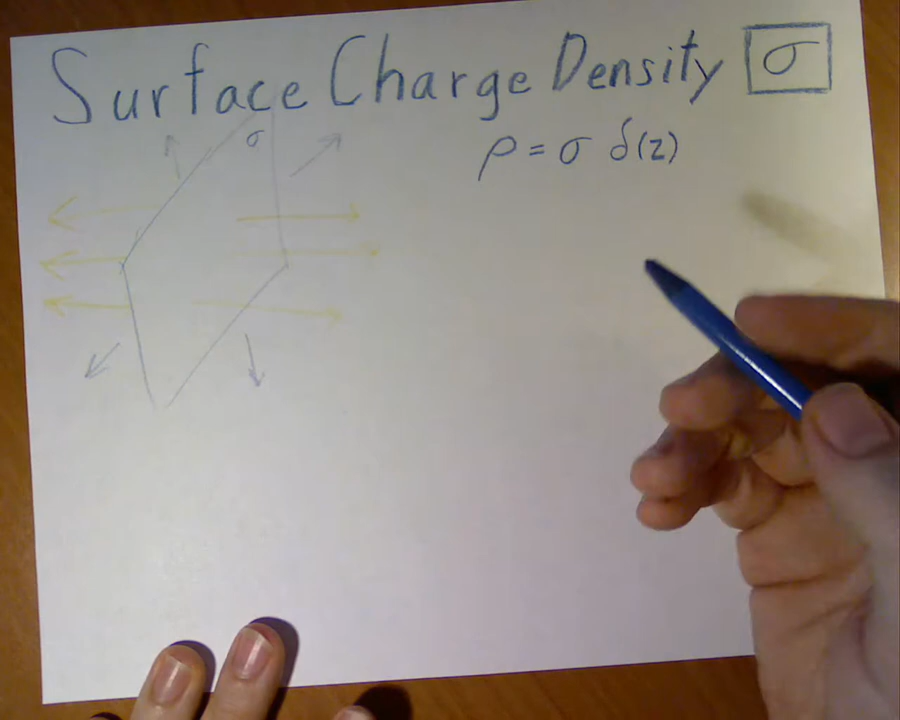 Surface Charge Density σ
σ
ρ = σ δ(z)